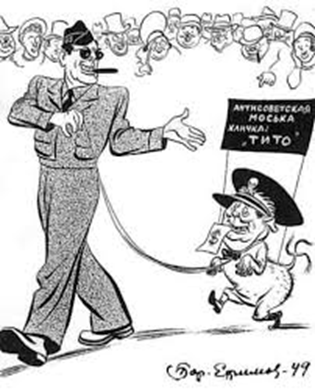 АНТИСОВЕТСКАЯ
МОСЬКА
КЛИЧКА:
„ТИТО"
$
Бор. Ефимов-49